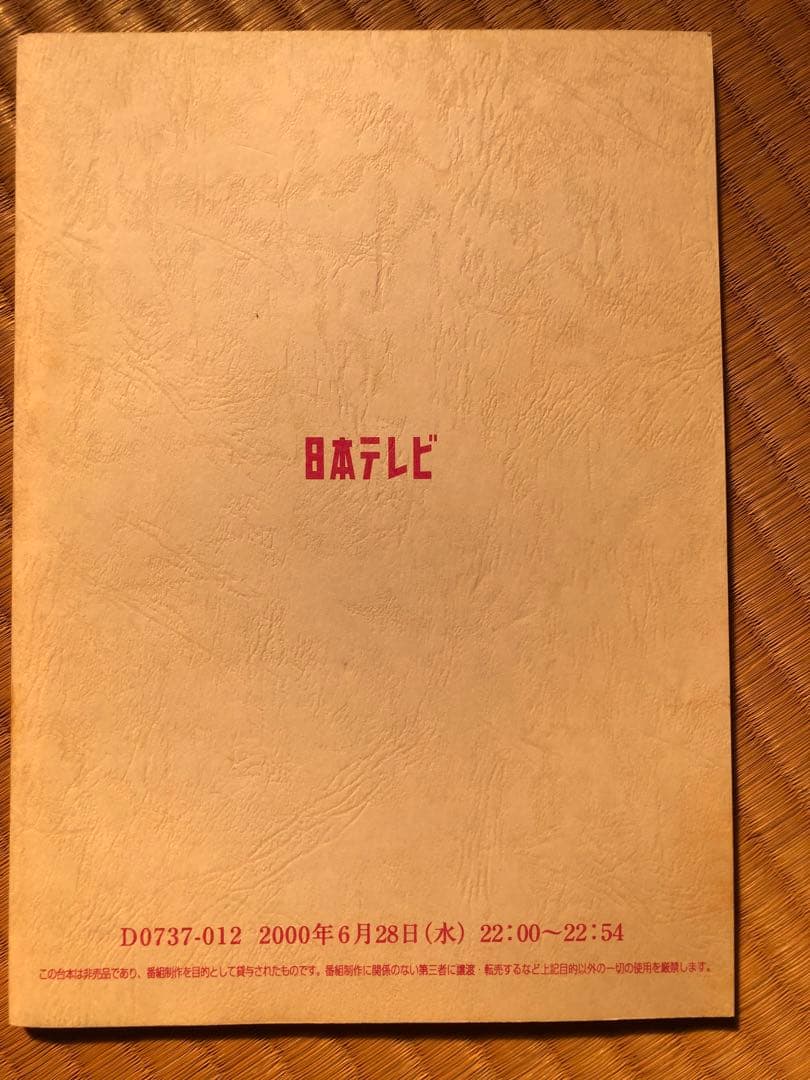 日本テレビ
D0737-012 2000年6月28日(水) 22:00～22:54
この台本は非売品であり、番組制作を目的として貸与されたものです。番組制作に関係のない第三者に譲渡・転売するなど上記目的以外の一切の使用を厳禁します。